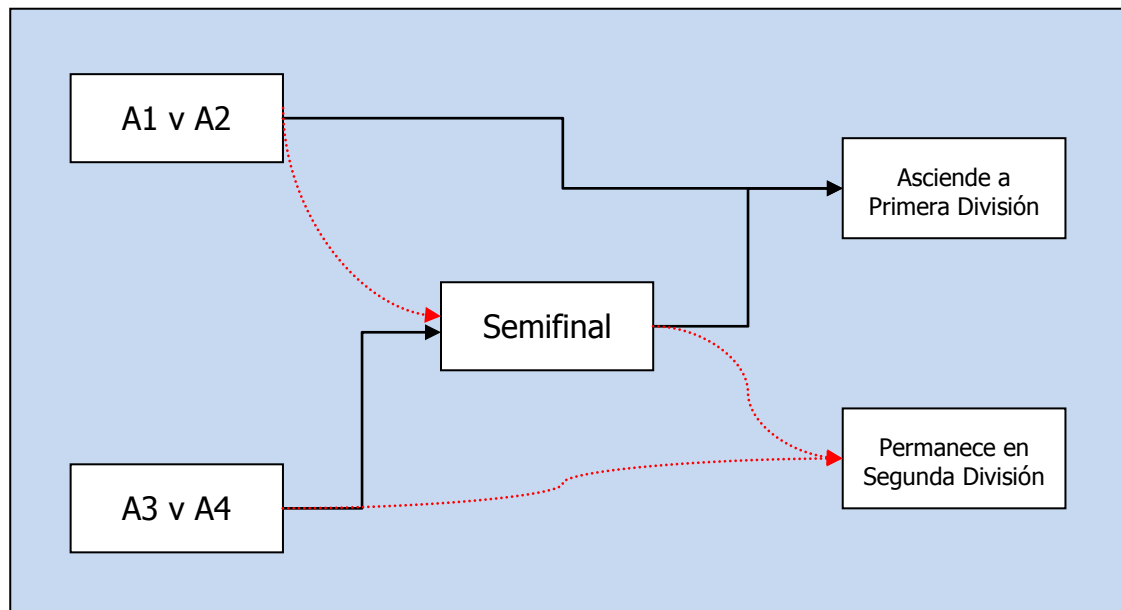 A1 v A2
Asciende a
Primera División
Semifinal
Permanece en
Segunda División
A3 v A4